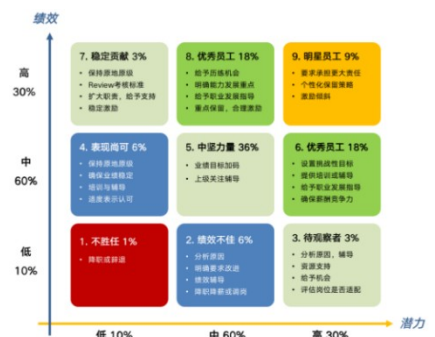 绩效
高
30%
中
60%
低
10%
7. 稳定贡献 3%
• 保持原地原级
• Review考核标准
• 扩大职责，给予支持
• 稳定激励
8. 优秀员工 18%
• 给予历练机会
• 明确能力发展重点
• 给予职业发展指导
• 重点保留，合理激励
9. 明星员工 9%
• 要求承担更大责任
• 个性化保留策略
• 激励倾斜
4. 表现尚可 6%
• 保持原地原级
• 确保业绩稳定
• 培训与辅导
• 适度表示认可
5. 中坚力量 36%
• 业绩目标加码
• 上级关注辅导
6. 优秀员工 18%
• 设置挑战性目标
• 提供培训或辅导
• 给予职业发展指导
• 确保薪酬竞争力
1. 不胜任 1%
• 降职或辞退
2. 绩效不佳 6%
• 分析原因
• 明确要求改进
• 绩效辅导
• 降职降薪或调岗
3. 待观察者 3%
• 分析原因，辅导
• 资源支持
• 给予机会
• 评估岗位是否适配
低 10%
中 60%
高 30%
潜力